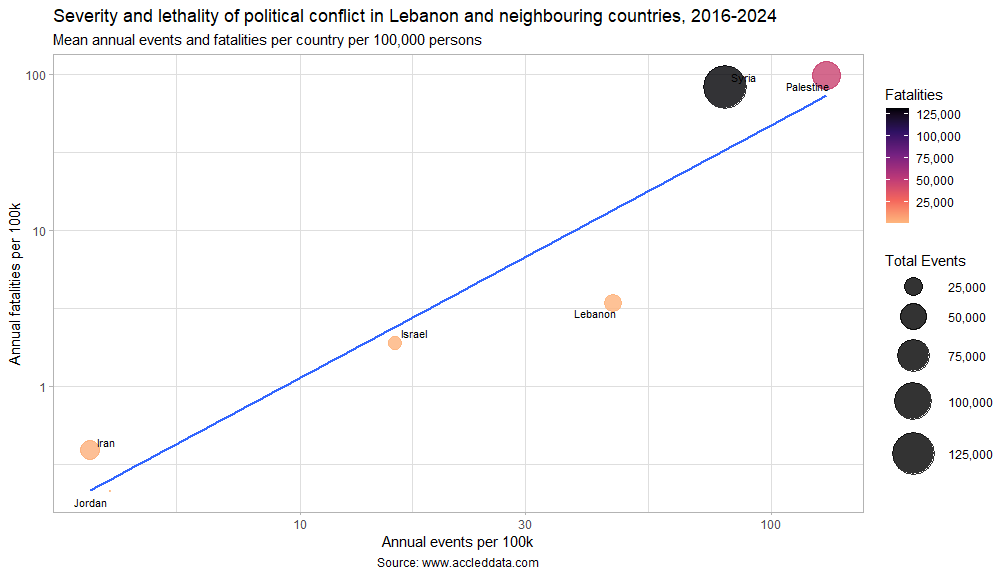 Severity and lethality of political conflict in Lebanon and neighbouring countries, 2016-2024
Mean annual events and fatalities per country per 100,000 persons
100
10
1
Annual fatalities per 100k
Syria
Palestine
Lebanon
Israel
Iran
Jordan
10
30
100
Annual events per 100k
Source: www.accleddata.com
Fatalities
125,000
100,000
75,000
50,000
25,000
Total Events
25,000
50,000
75,000
100,000
125,000